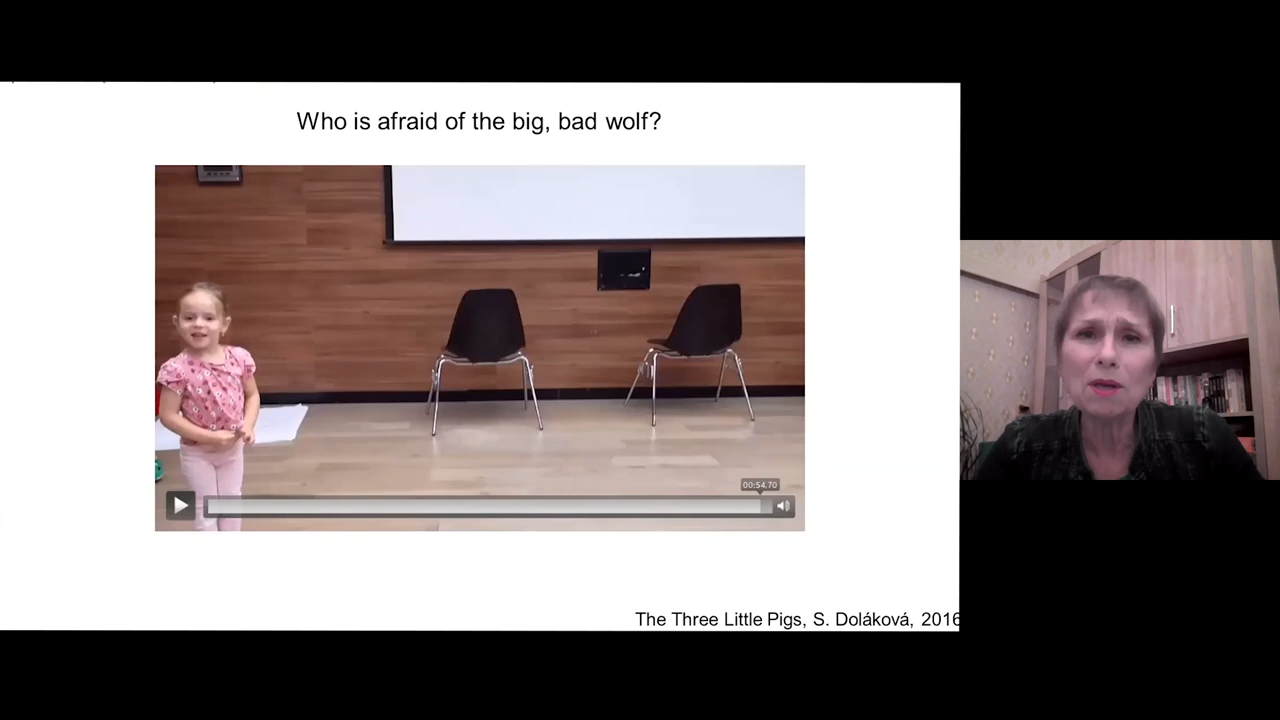 Who is afraid of the big, bad wolf?
00:54.70
The Three Little Pigs, S. Doláková, 2016